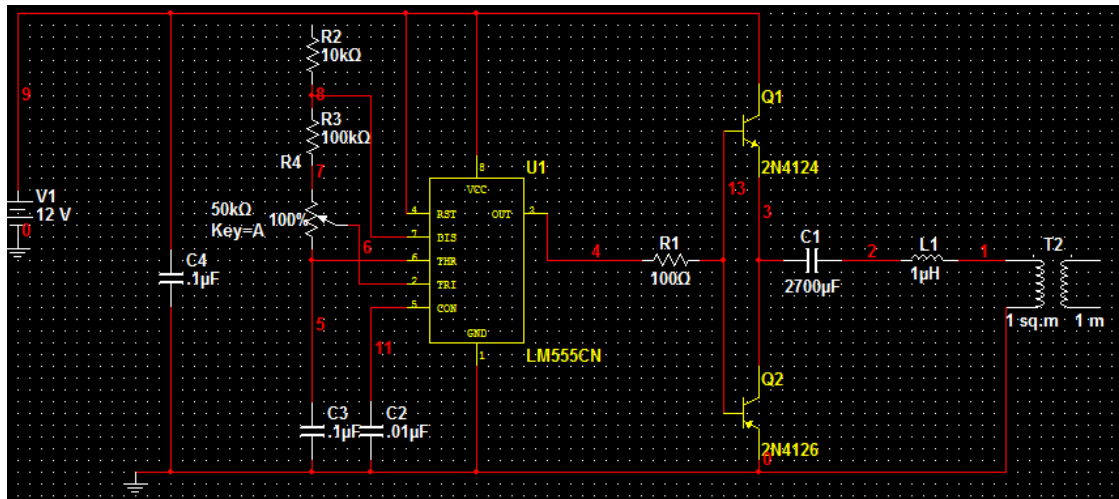 R2
10kΩ
8
R3
100kΩ
R4
7
50kΩ
100%
Key=A
9
V1
12 V
0
C4
.1µF
6
5
11
C3
.1µF
C2
.01µF
U1
8
VCC
4
RST
OUT
3
7
DIS
6
THR
2
TRI
5
CON
GND
1
LM555CN
4
R1
100Ω
13
Q1
2N4124
3
C1
2700µF
2
L1
1µH
1
T2
1 sq.m
1 m
Q2
2N4126
0